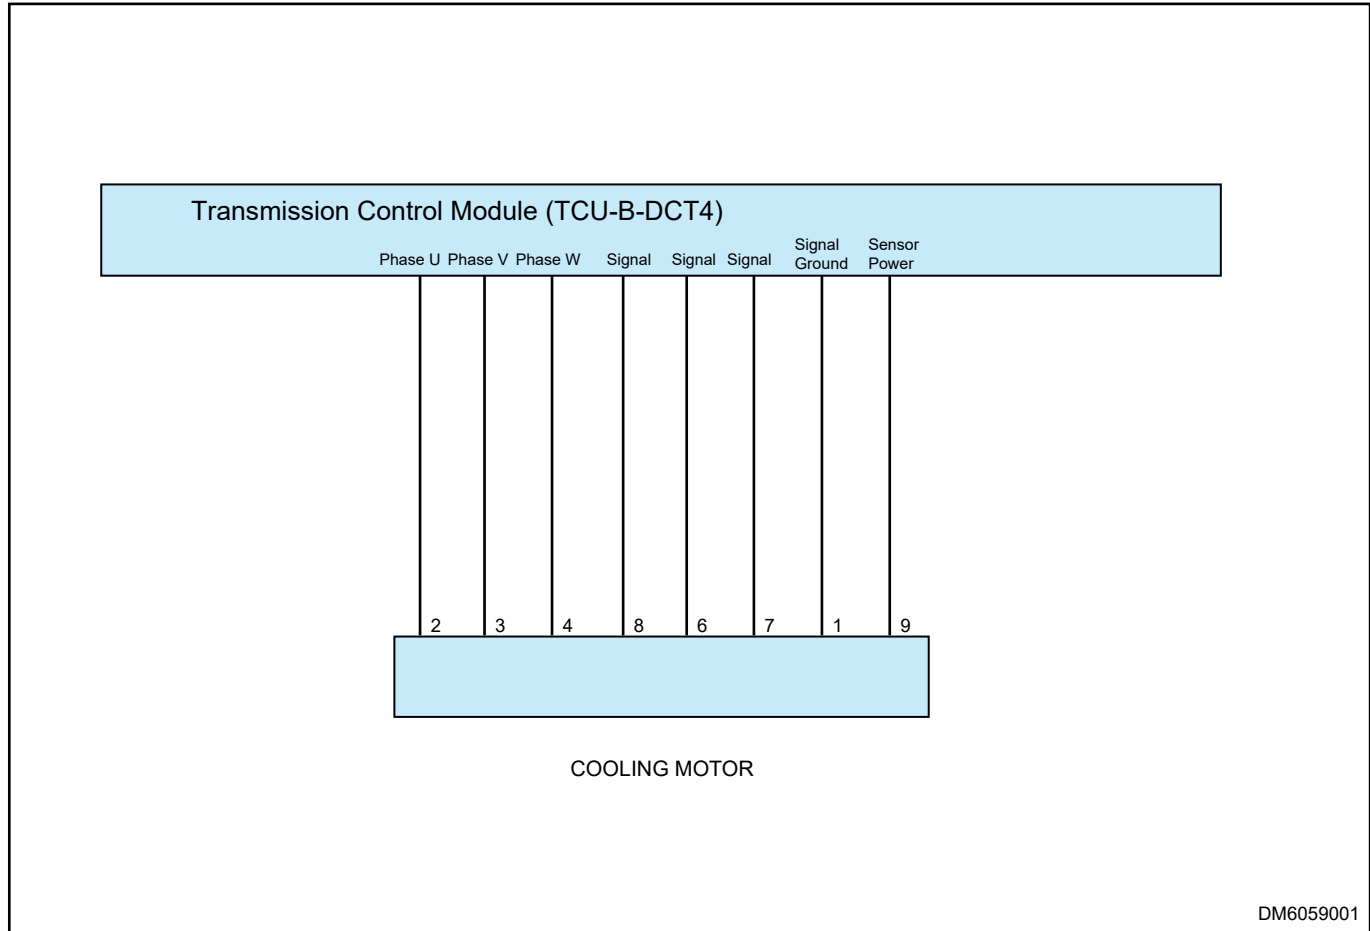 Transmission Control Module (TCU-B-DCT4)
Phase U Phase V Phase W Signal Signal Signal Signal Ground Sensor Power
2 3 4 8 6 7 1 9
COOLING MOTOR
DM6059001